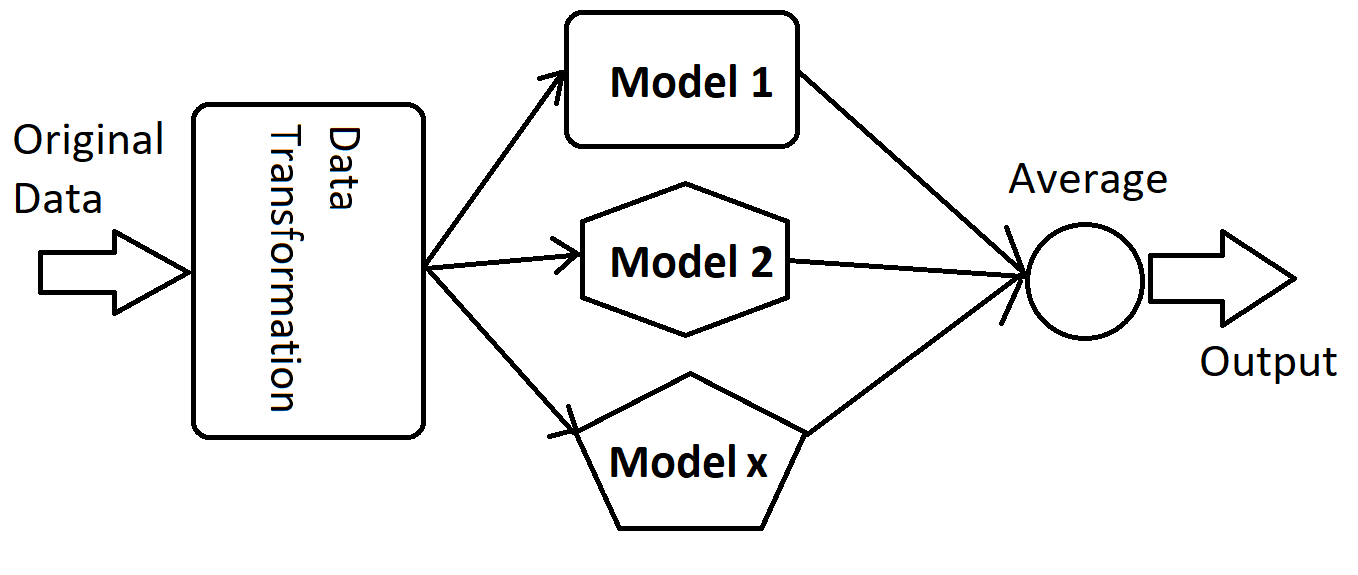 Original
Data
Data
Transformation
Model 1
Model 2
Model x
Average
Output